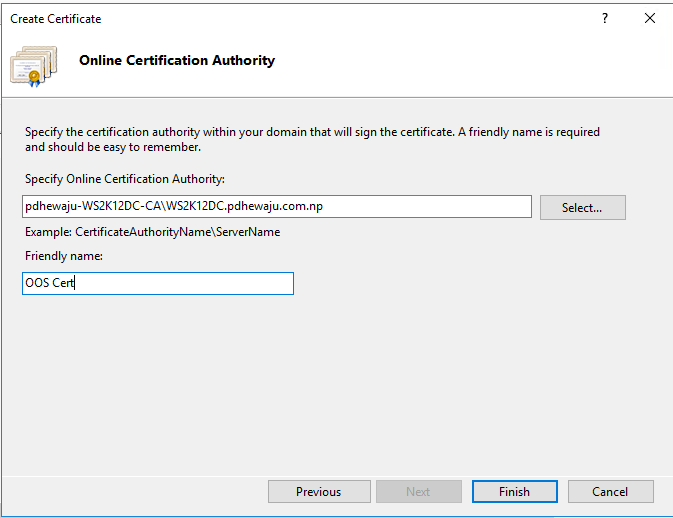 Create Certificate
?
Online Certification Authority
Specify the certification authority within your domain that will sign the certificate. A friendly name is required
and should be easy to remember.
Specify Online Certification Authority:
pdhewaju-WS2K12DC-CA\WS2K12DC.pdhewaju.com.np
Select...
Example: CertificateAuthorityName\ServerName
Friendly name:
OOS Cert
Previous
Next
Finish
Cancel